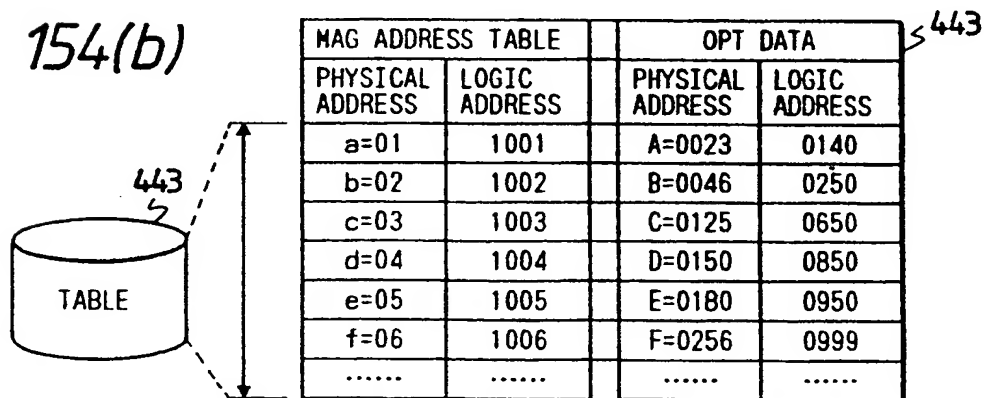 154(b)
443
MAG ADDRESS TABLE OPT DATA
PHYSICAL ADDRESS LOGIC ADDRESS PHYSICAL ADDRESS LOGIC ADDRESS
a=01 1001 A=0023 0140
b=02 1002 B=0046 0250
c=03 1003 C=0125 0650
d=04 1004 D=0150 0850
e=05 1005 E=0180 0950
f=06 1006 F=0256 0999
...... ...... ...... ......
443
TABLE